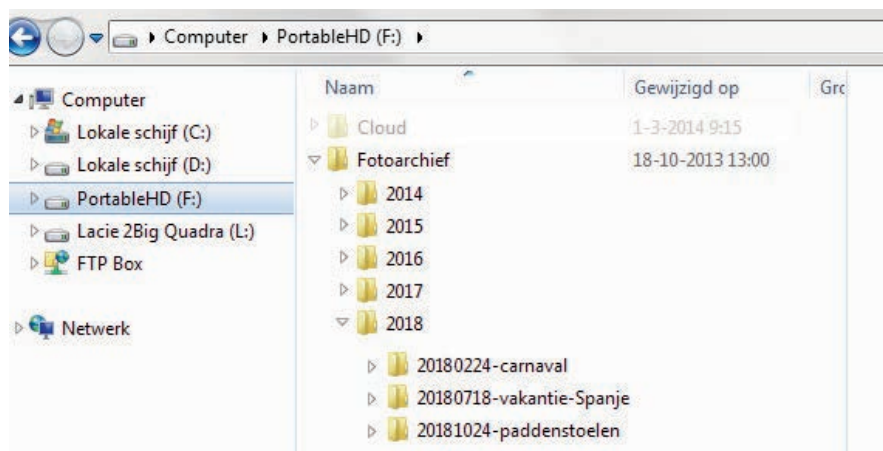 Computer PortableHD (F:)
Computer
Lokale schijf (C:)
Lokale schijf (D:)
PortableHD (F:)
Lacie 2Big Quadra (L:)
FTP Box
Netwerk
Naam Gewijzigd op Grc
Cloud 1-3-2014 9:15
Fotoarchief 18-10-2013 13:00
2014
2015
2016
2017
2018
20180224-carnaval
20180718-vakantie-Spanje
20181024-paddenstoelen